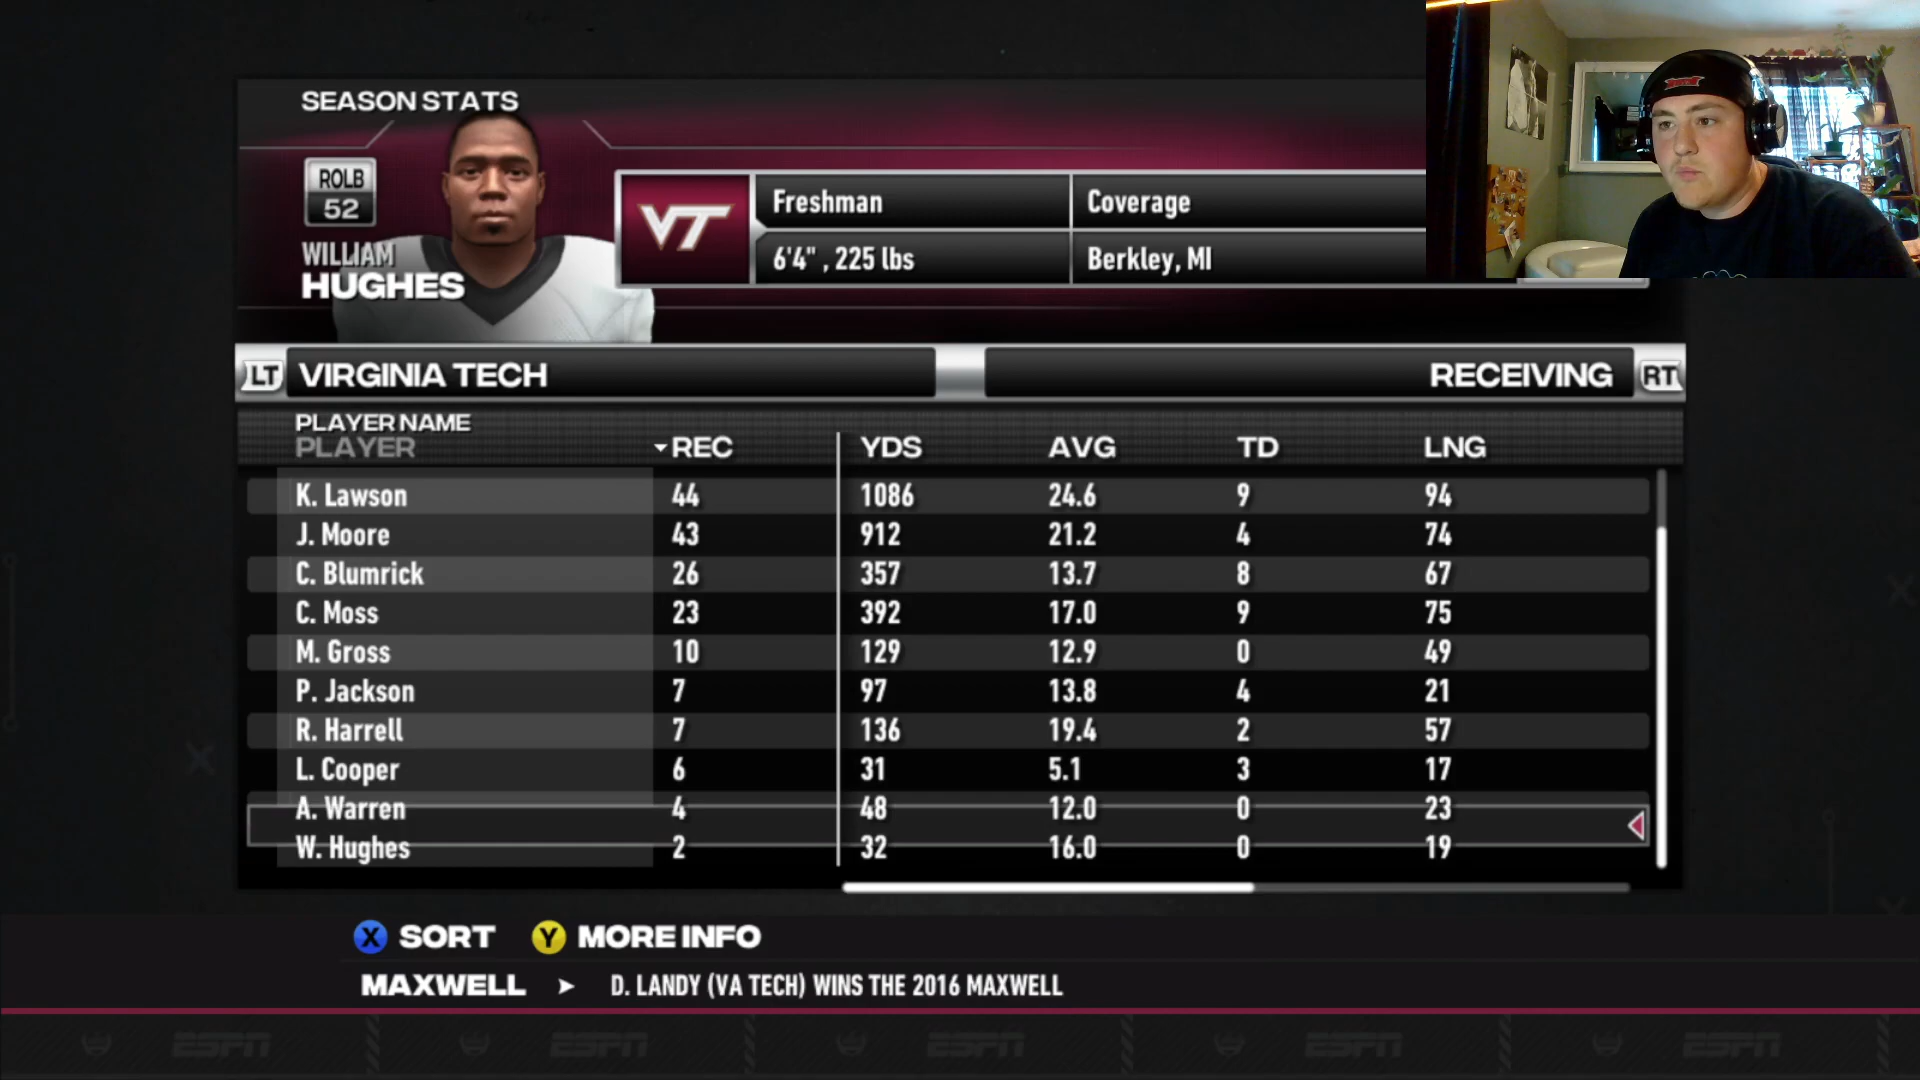 SEASON STATS
ROLB
52
WILLIAM
HUGHES
VT
Freshman
Coverage
6'4" , 225 lbs
Berkley, MI
LT VIRGINIA TECH RECEIVING RT
PLAYER NAME
PLAYER REC YDS AVG TD LNG
K. Lawson 44 1086 24.6 9 94
J. Moore 43 912 21.2 4 74
C. Blumrick 26 357 13.7 8 67
C. Moss 23 392 17.0 9 75
M. Gross 10 129 12.9 0 49
P. Jackson 7 97 13.8 4 21
R. Harrell 7 136 19.4 2 57
L. Cooper 6 31 5.1 3 17
A. Warren 4 48 12.0 0 23
W. Hughes 2 32 16.0 0 19
X SORT Y MORE INFO
MAXWELL D. LANDY (VA TECH) WINS THE 2016 MAXWELL
ESPN ESPN ESPN ESPN ESPN